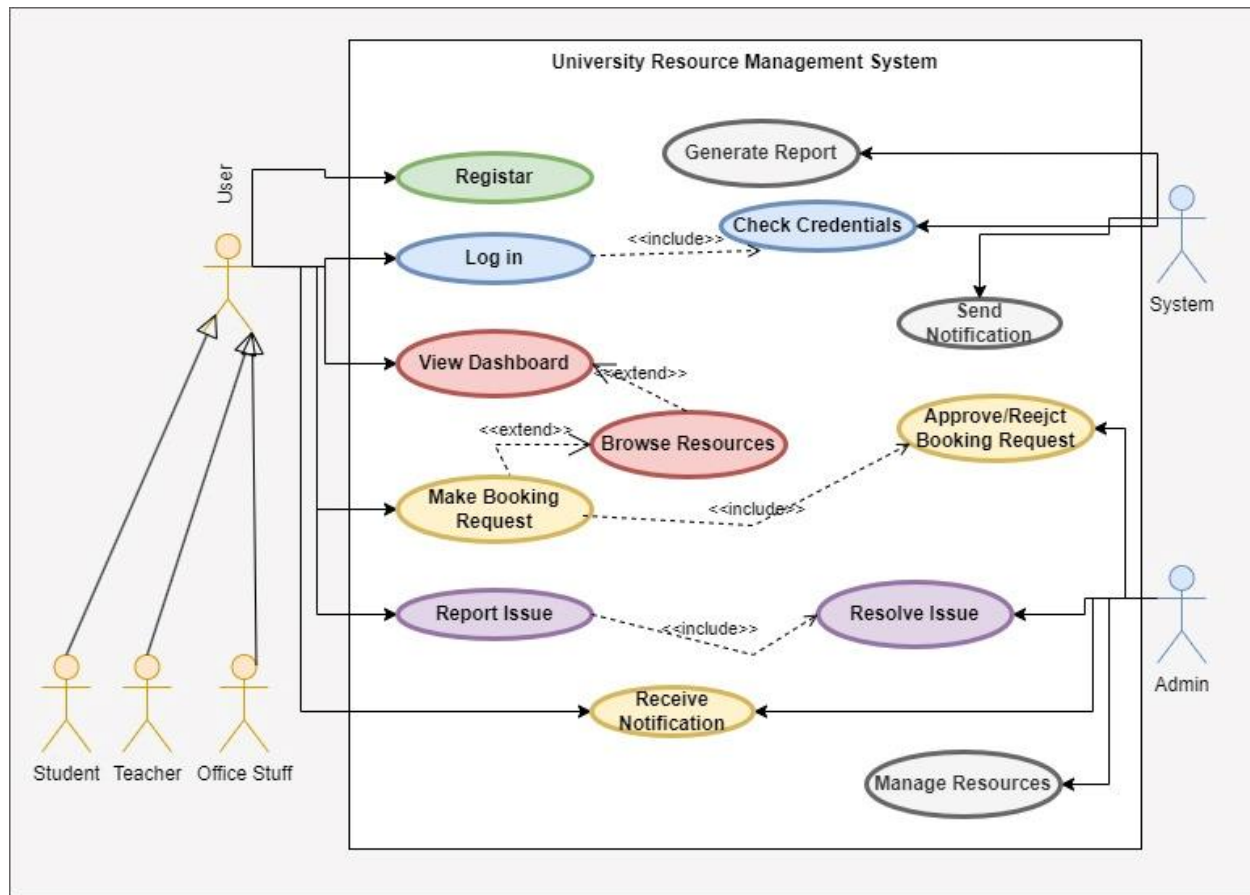 University Resource Management System
Generate Report
User
Registar
Check Credentials
<<include>>
Log in
System
Send
Notification
View Dashboard
<<extend>>
Approve/Reejct
Booking Request
<<extend>>
Browse Resources
Make Booking
Request
<<include>>
Report Issue
<<include>>
Resolve Issue
Admin
Receive
Notification
Student
Teacher
Office Stuff
Manage Resources